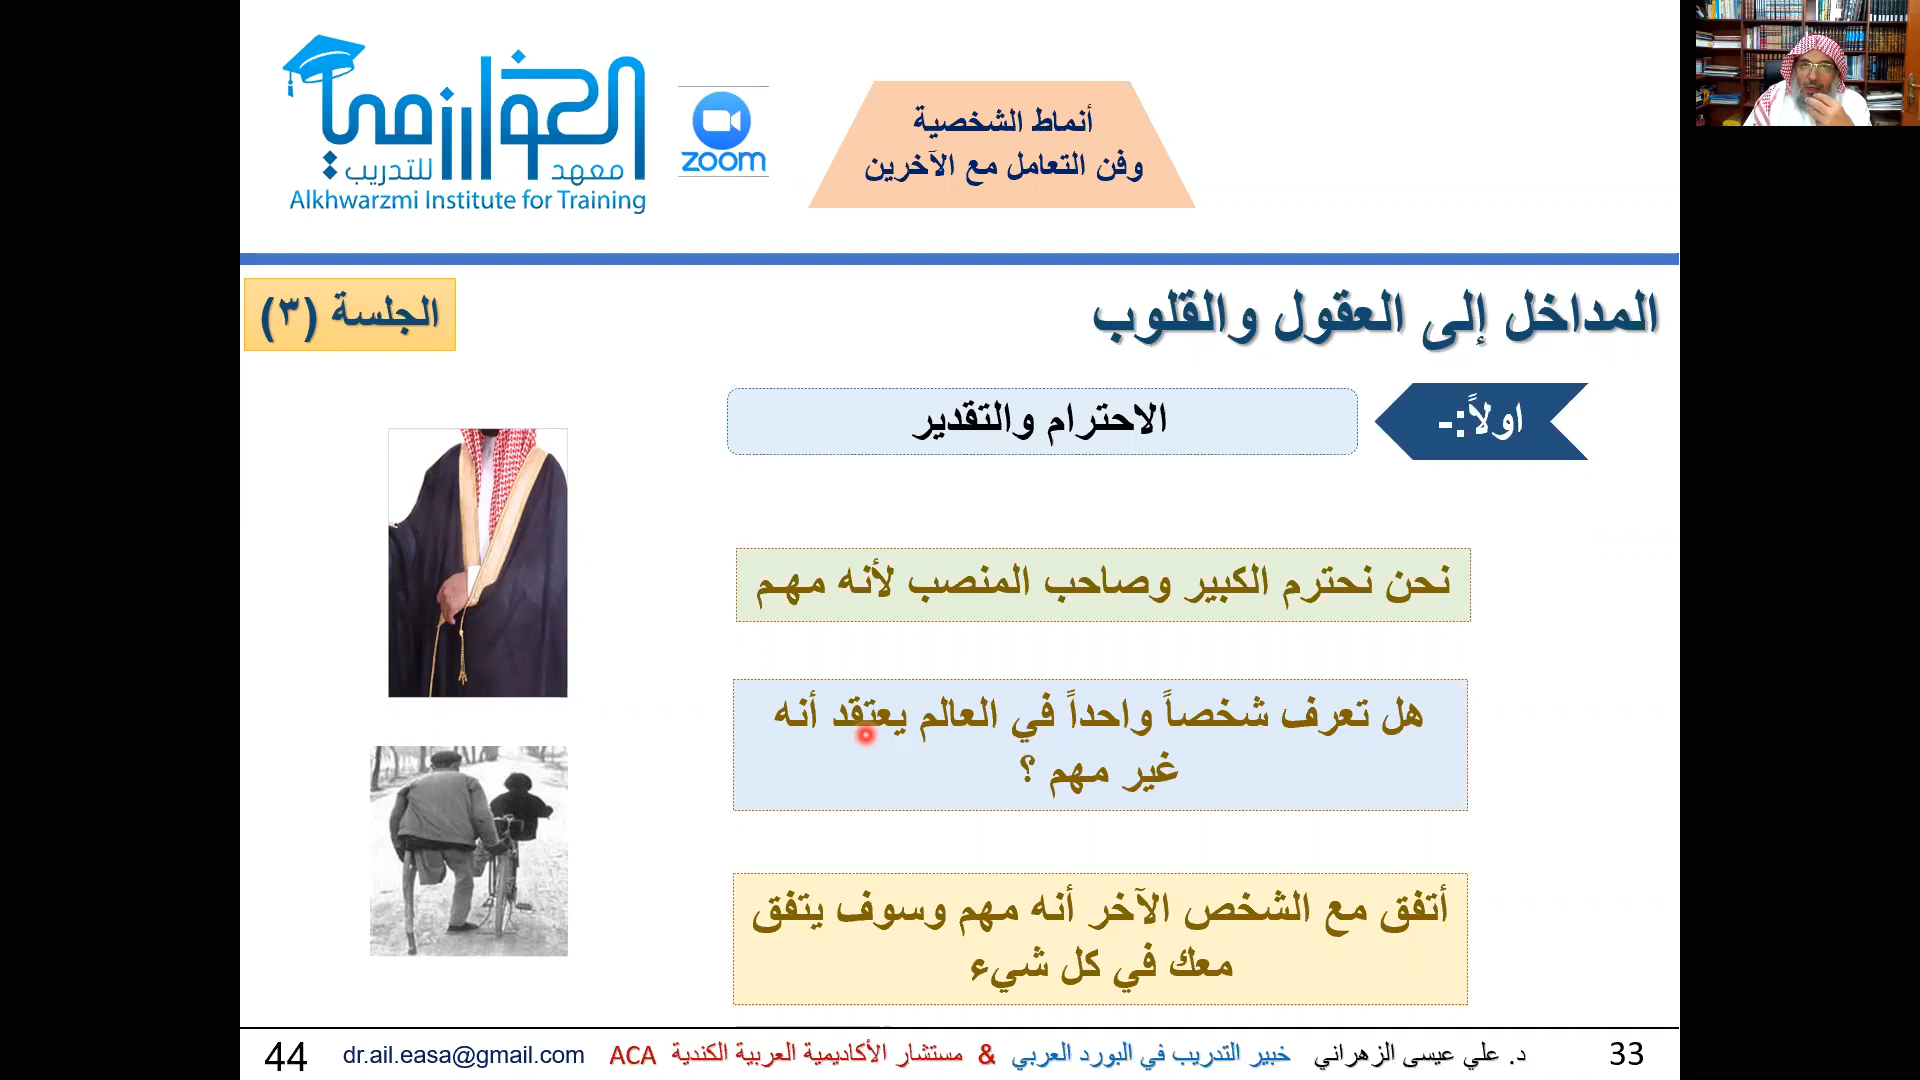 الخوارزمي
معهد للتدريب
Alkhwarzmi Institute for Training
zoom
أنماط الشخصية
وفن التعامل مع الآخرين
المداخل إلى العقول والقلوب
الجلسة (٣)
اولاً:-
الاحترام والتقدير
نحن نحترم الكبير وصاحب المنصب لأنه مهم
هل تعرف شخصاً واحداً في العالم يعتقد أنه
غير مهم ؟
أتفق مع الشخص الآخر أنه مهم وسوف يتفق
معك في كل شيء
33 د. علي عيسى الزهراني خبير التدريب في البورد العربي & مستشار الأكاديمية العربية الكندية ACA dr.ail.easa@gmail.com 44